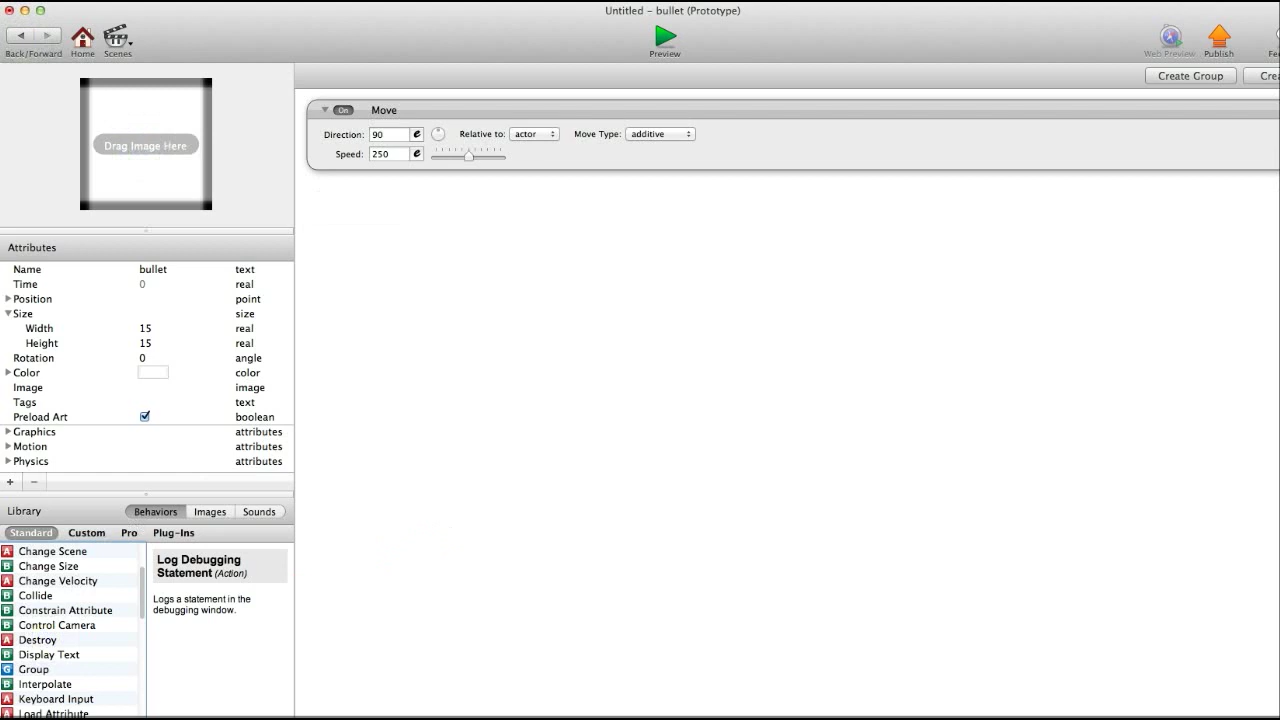 Untitled – bullet (Prototype)
Back/Forward
Home
Scenes
Preview
Web Preview
Publish
Create Group
Drag Image Here
On Move
Direction: 90 e Relative to: actor Move Type: additive
Speed: 250 e
Attributes
Name bullet text
Time 0 real
Position point
Size size
Width 15 real
Height 15 real
Rotation 0 angle
Color color
Image image
Tags text
Preload Art boolean
Graphics attributes
Motion attributes
Physics attributes
+ −
Library Behaviors Images Sounds
Standard Custom Pro Plug-Ins
A Change Scene
B Change Size
A Change Velocity
B Collide
B Constrain Attribute
B Control Camera
A Destroy
B Display Text
G Group
B Interpolate
A Keyboard Input
A Load Attribute
Log Debugging
Statement (Action)
Logs a statement in the
debugging window.